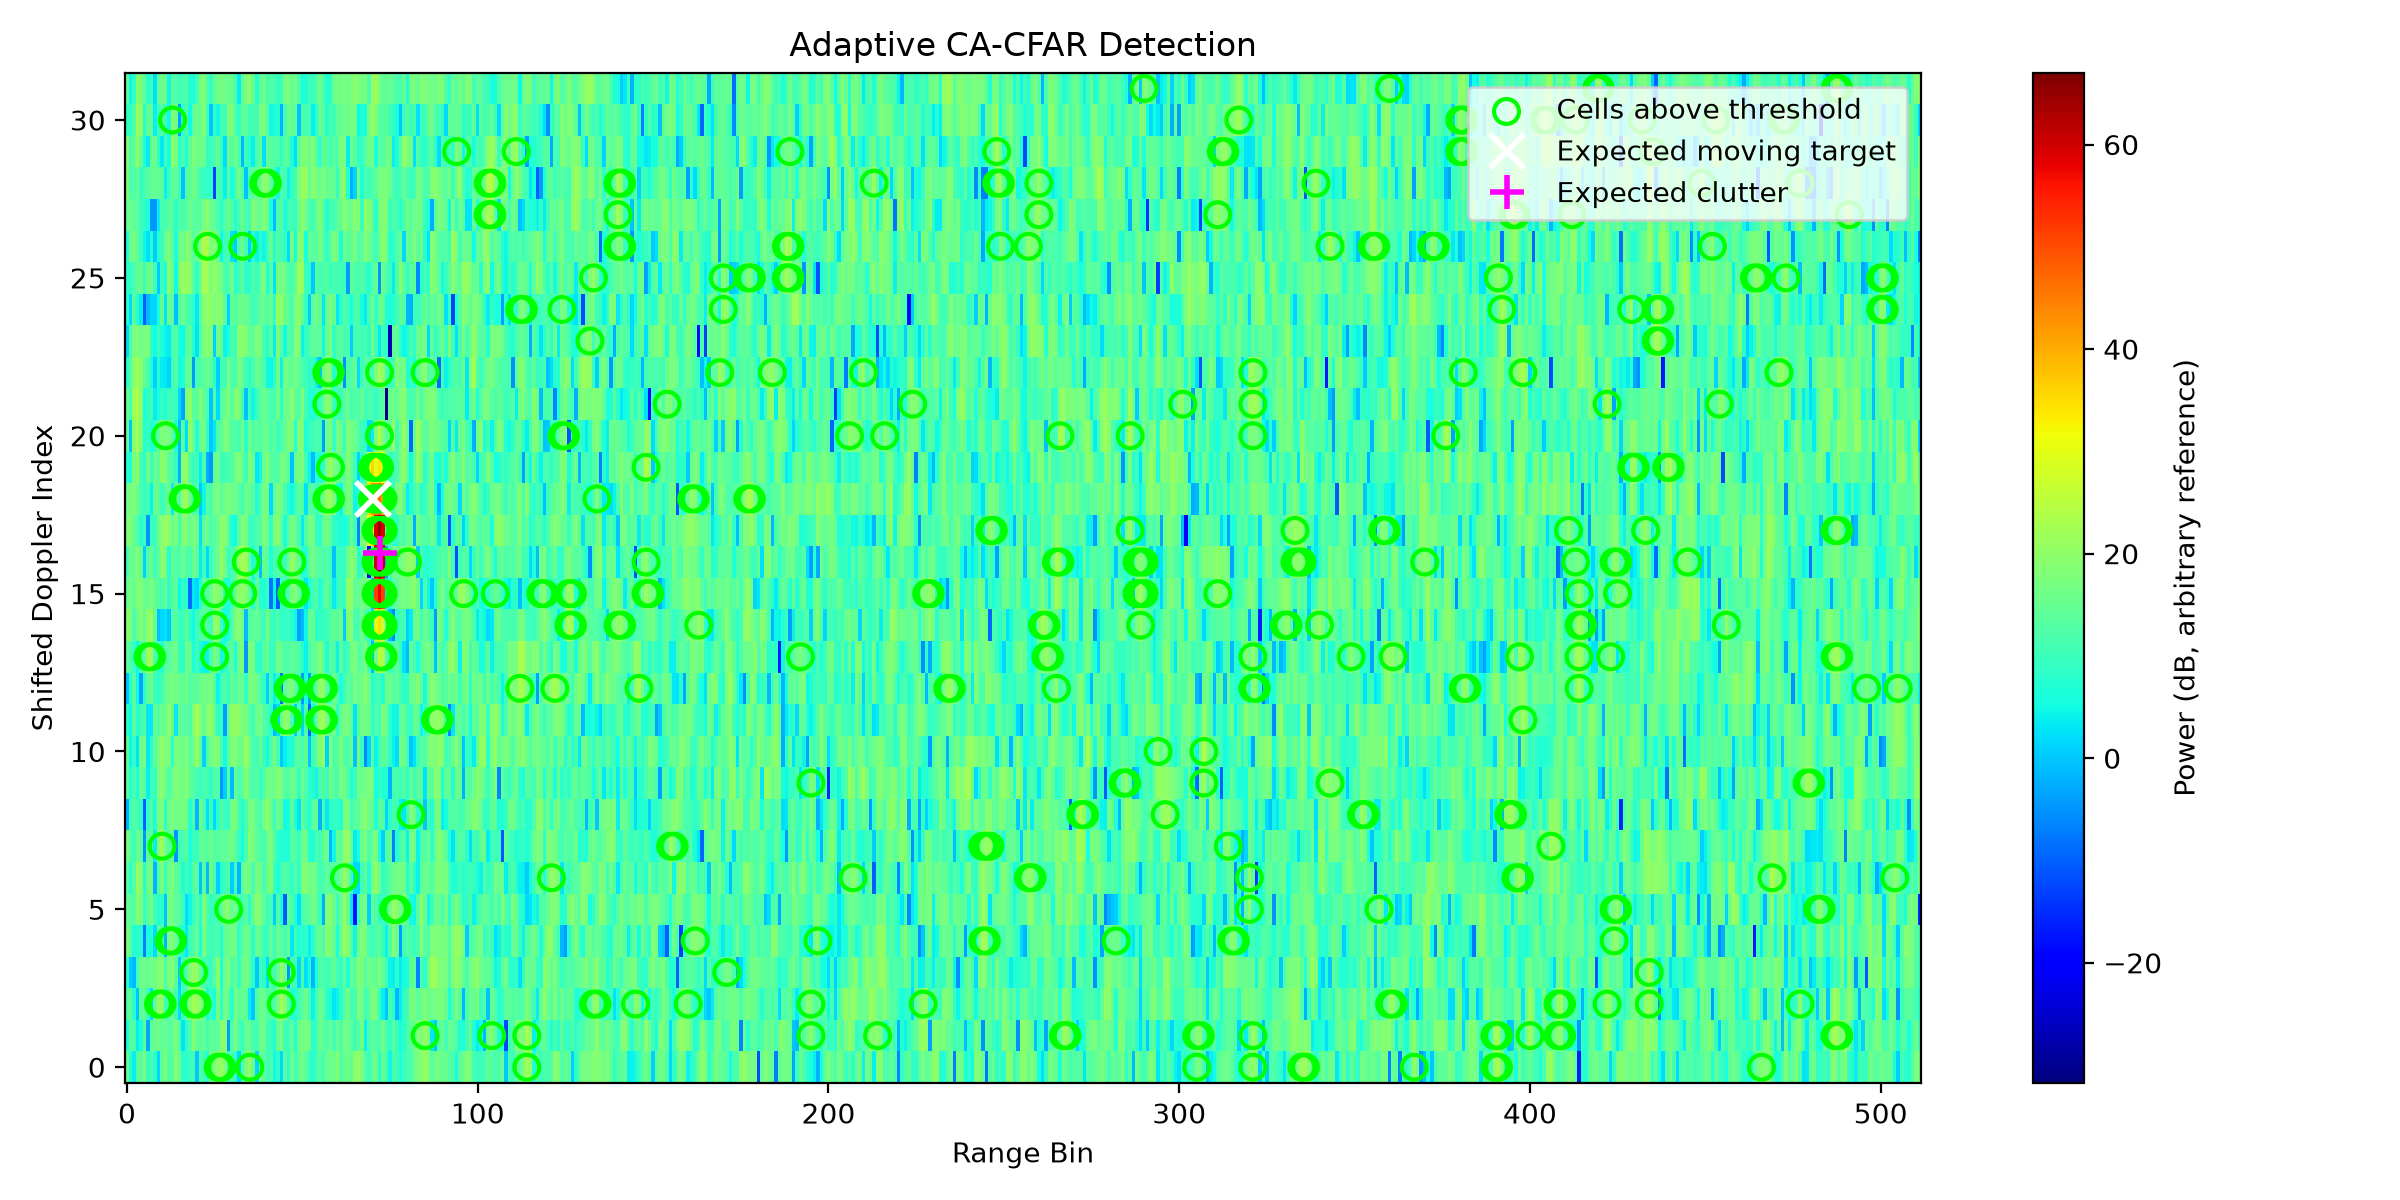 Adaptive CA-CFAR Detection
Cells above threshold
Expected moving target
Expected clutter
Shifted Doppler Index
30
25
20
15
10
5
0
0 100 200 300 400 500
Range Bin
60
40
20
0
−20
Power (dB, arbitrary reference)